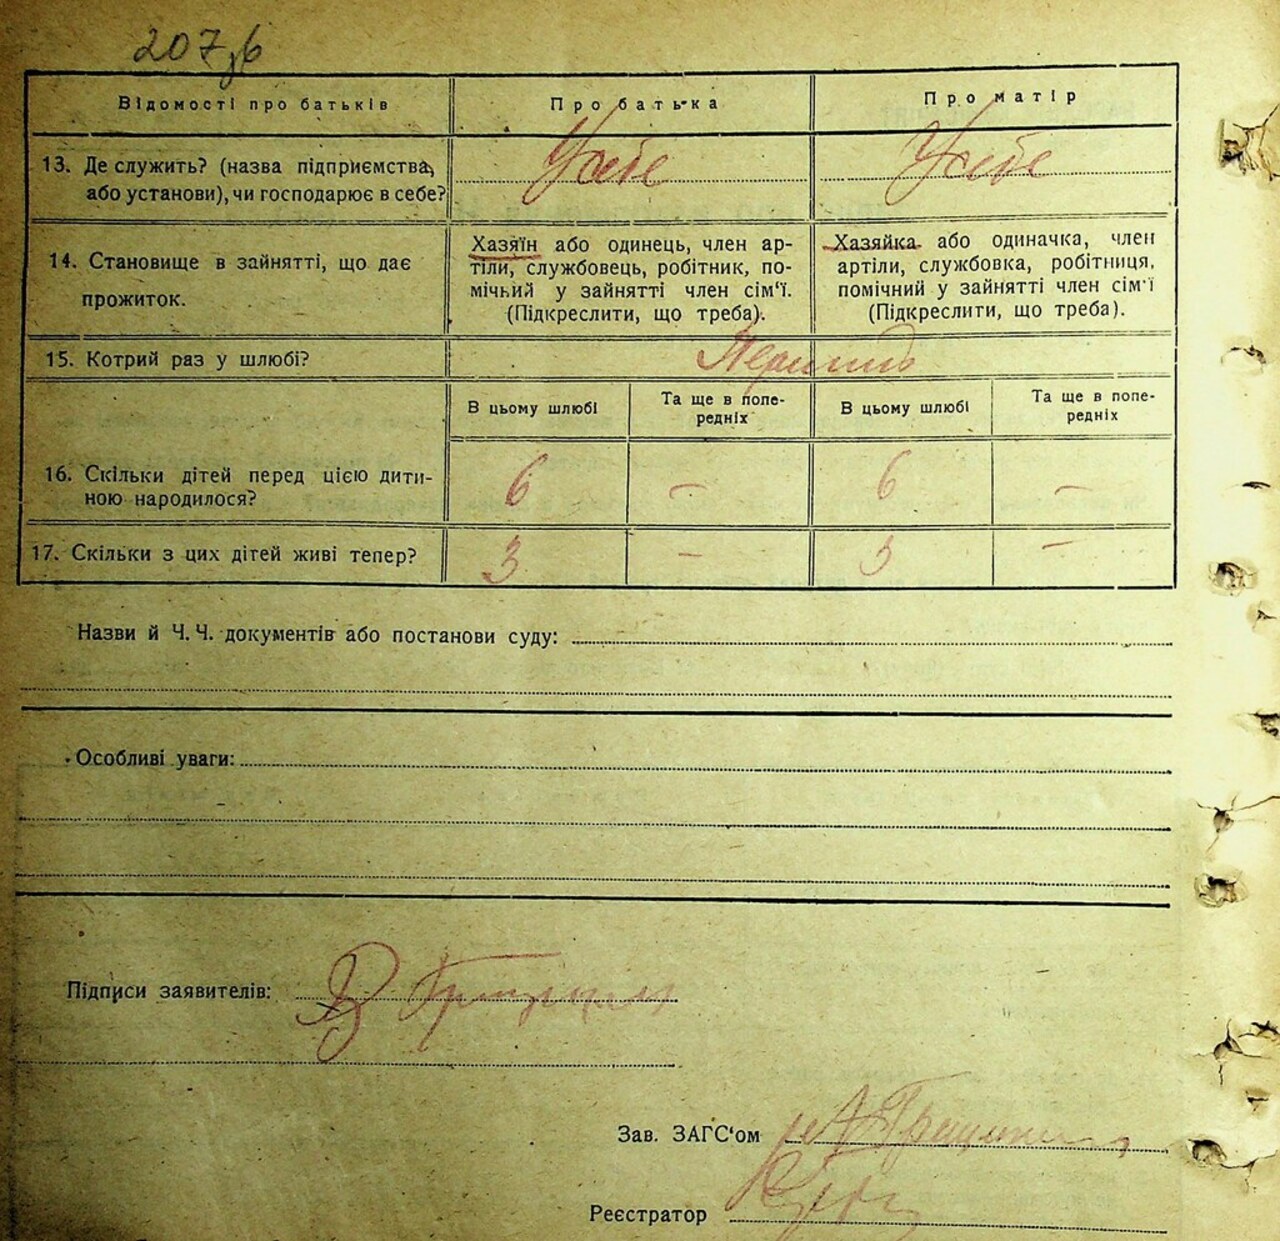 207зб
Відомості про батьків
Про батька
Про матір
13. Де служить? (назва підприємства,
або установи), чи господарює в себе?
У себе
У себе
14. Становище в зайнятті, що дає
прожиток.
Хазяїн або одинець, член ар-
тіли, службовець, робітник, по-
мічний у зайнятті член сім'ї.
(Підкреслити, що треба).
Хазяйка або одиначка, член
артіли, службовка, робітниця,
помічний у зайнятті член сім'ї
(Підкреслити, що треба).
15. Котрий раз у шлюбі?
В цьому шлюбі
Та ще в попе-
редніх
В цьому шлюбі
Та ще в попе-
редніх
16. Скільки дітей перед цією дити-
ною народилося?
6
–
6
–
17. Скільки з цих дітей живі тепер?
3
–
3
–
Назви й Ч. Ч. документів або постанови суду:
Особливі уваги:
Підписи заявителів:
Зав. ЗАГС'ом
Реєстратор